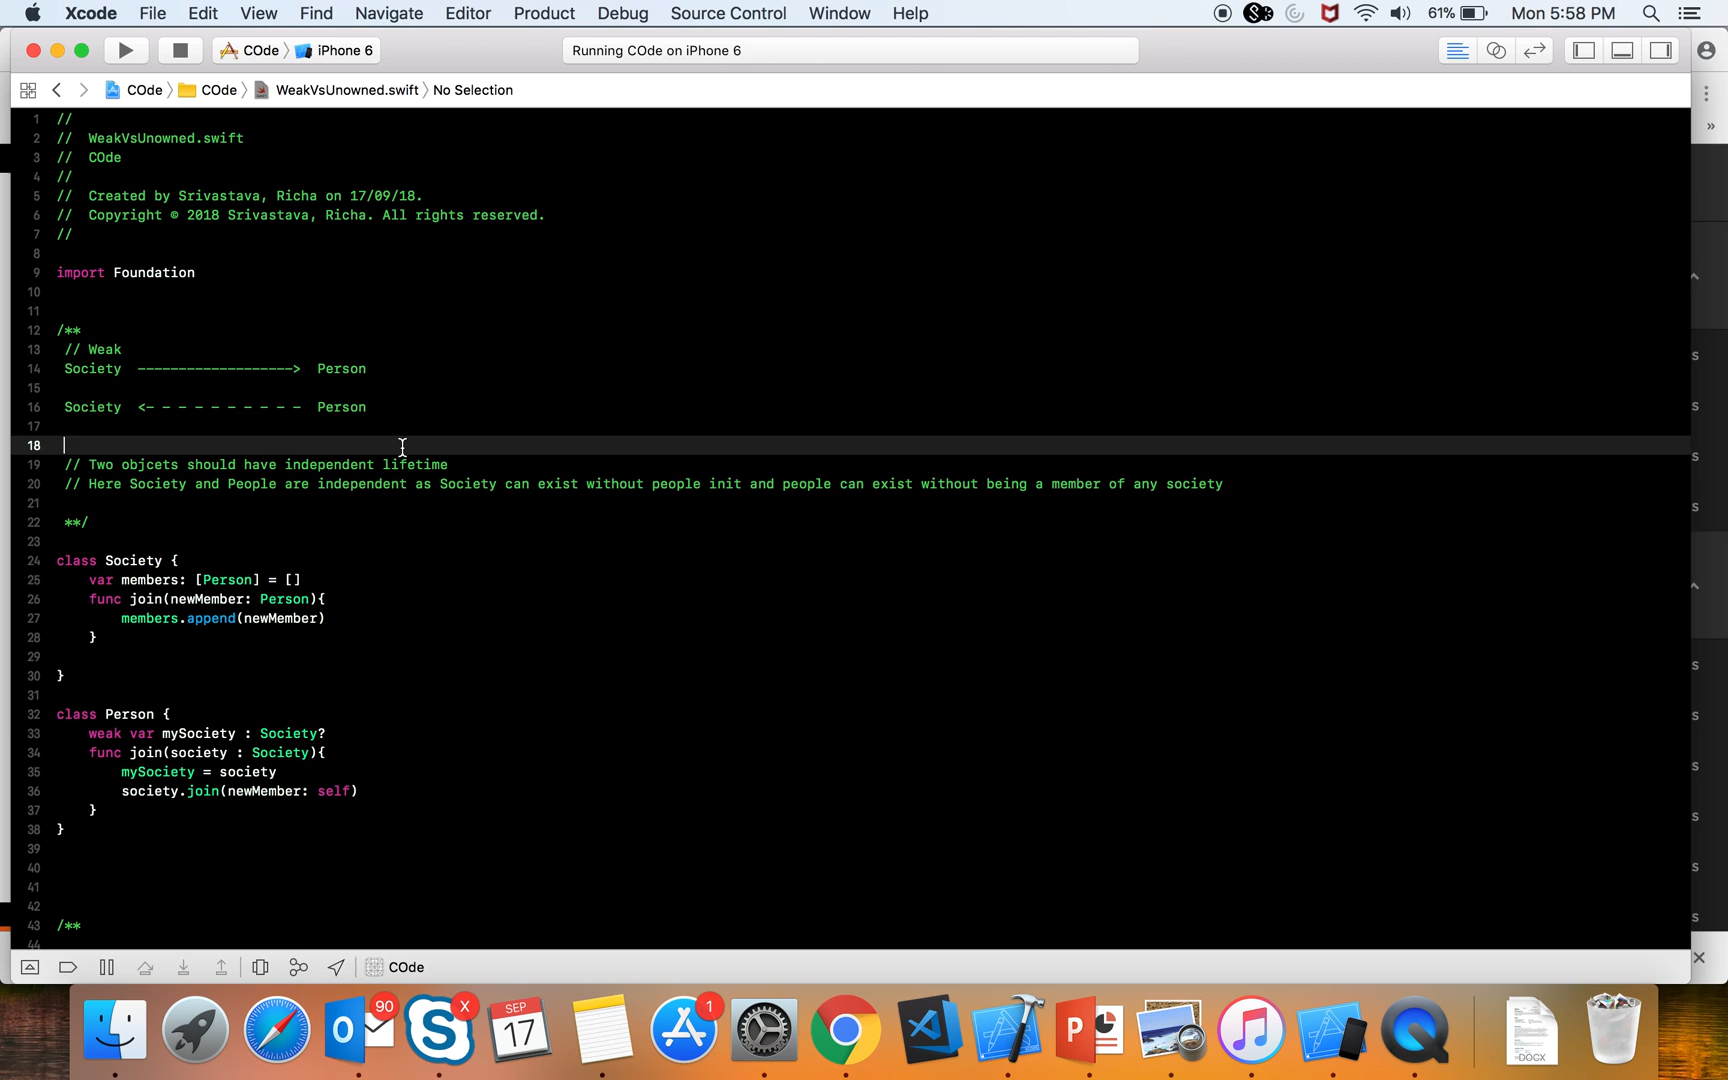 Xcode File Edit View Find Navigate Editor Product Debug Source Control Window Help 61% Mon 5:58 PM
COde iPhone 6 Running COde on iPhone 6
COde COde WeakVsUnowned.swift No Selection
1 //
2 // WeakVsUnowned.swift
3 // COde
4 //
5 // Created by Srivastava, Richa on 17/09/18.
6 // Copyright © 2018 Srivastava, Richa. All rights reserved.
7 //
8
9 import Foundation
10
11
12 /**
13 // Weak
14 Society -------------------> Person
15
16 Society <- - - - - - - - - - Person
17
18
19 // Two objcets should have independent lifetime
20 // Here Society and People are independent as Society can exist without people init and people can exist without being a member of any society
21
22 **/
23
24 class Society {
25 var members: [Person] = []
26 func join(newMember: Person){
27 members.append(newMember)
28 }
29
30 }
31
32 class Person {
33 weak var mySociety : Society?
34 func join(society : Society){
35 mySociety = society
36 society.join(newMember: self)
37 }
38 }
39
40
41
42
43 /**
44
COde
90
X
SEP
17
1
P
DOCX
s
s
s
s
s
s
s
s
s
s